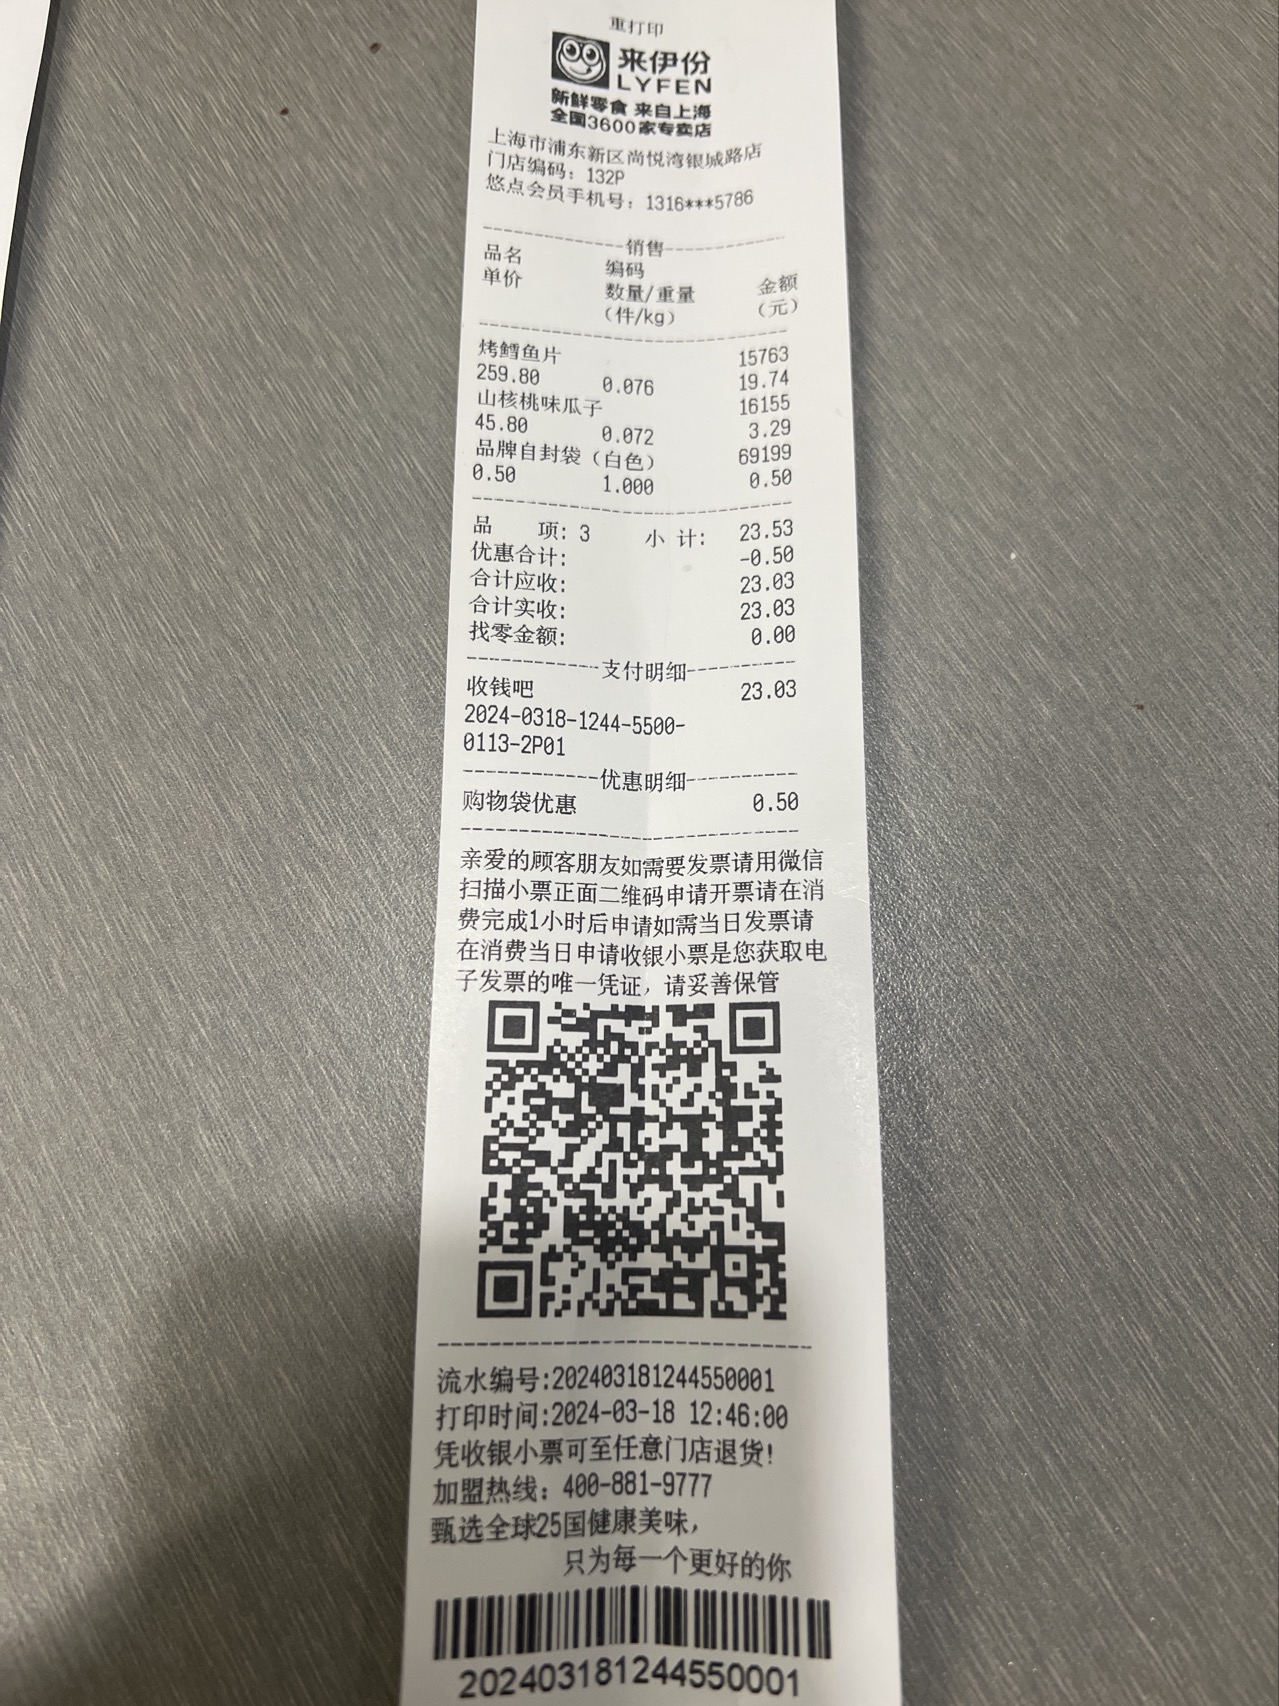 重打印
来伊份
LYFEN
新鲜零食 来自上海
全国3600家专卖店
上海市浦东新区尚悦湾银城路店
门店编码：132P
悠点会员手机号：1316***5786
-------------销售-------------
品名 编码 金额
单价 数量/重量 （元）
（件/kg）
烤鳕鱼片 15763
259.80 0.076 19.74
山核桃味瓜子 16155
45.80 0.072 3.29
品牌自封袋（白色） 69199
0.50 1.000 0.50
品 项: 3 小 计: 23.53
优惠合计: -0.50
合计应收: 23.03
合计实收: 23.03
找零金额: 0.00
------------支付明细----------
收钱吧 23.03
2024-0318-1244-5500-
0113-2P01
------------优惠明细----------
购物袋优惠 0.50
亲爱的顾客朋友如需要发票请用微信
扫描小票正面二维码申请开票请在消
费完成1小时后申请如需当日发票请
在消费当日申请收银小票是您获取电
子发票的唯一凭证，请妥善保管
流水编号:202403181244550001
打印时间:2024-03-18 12:46:00
凭收银小票可至任意门店退货!
加盟热线：400-881-9777
甄选全球25国健康美味，
只为每一个更好的你
202403181244550001